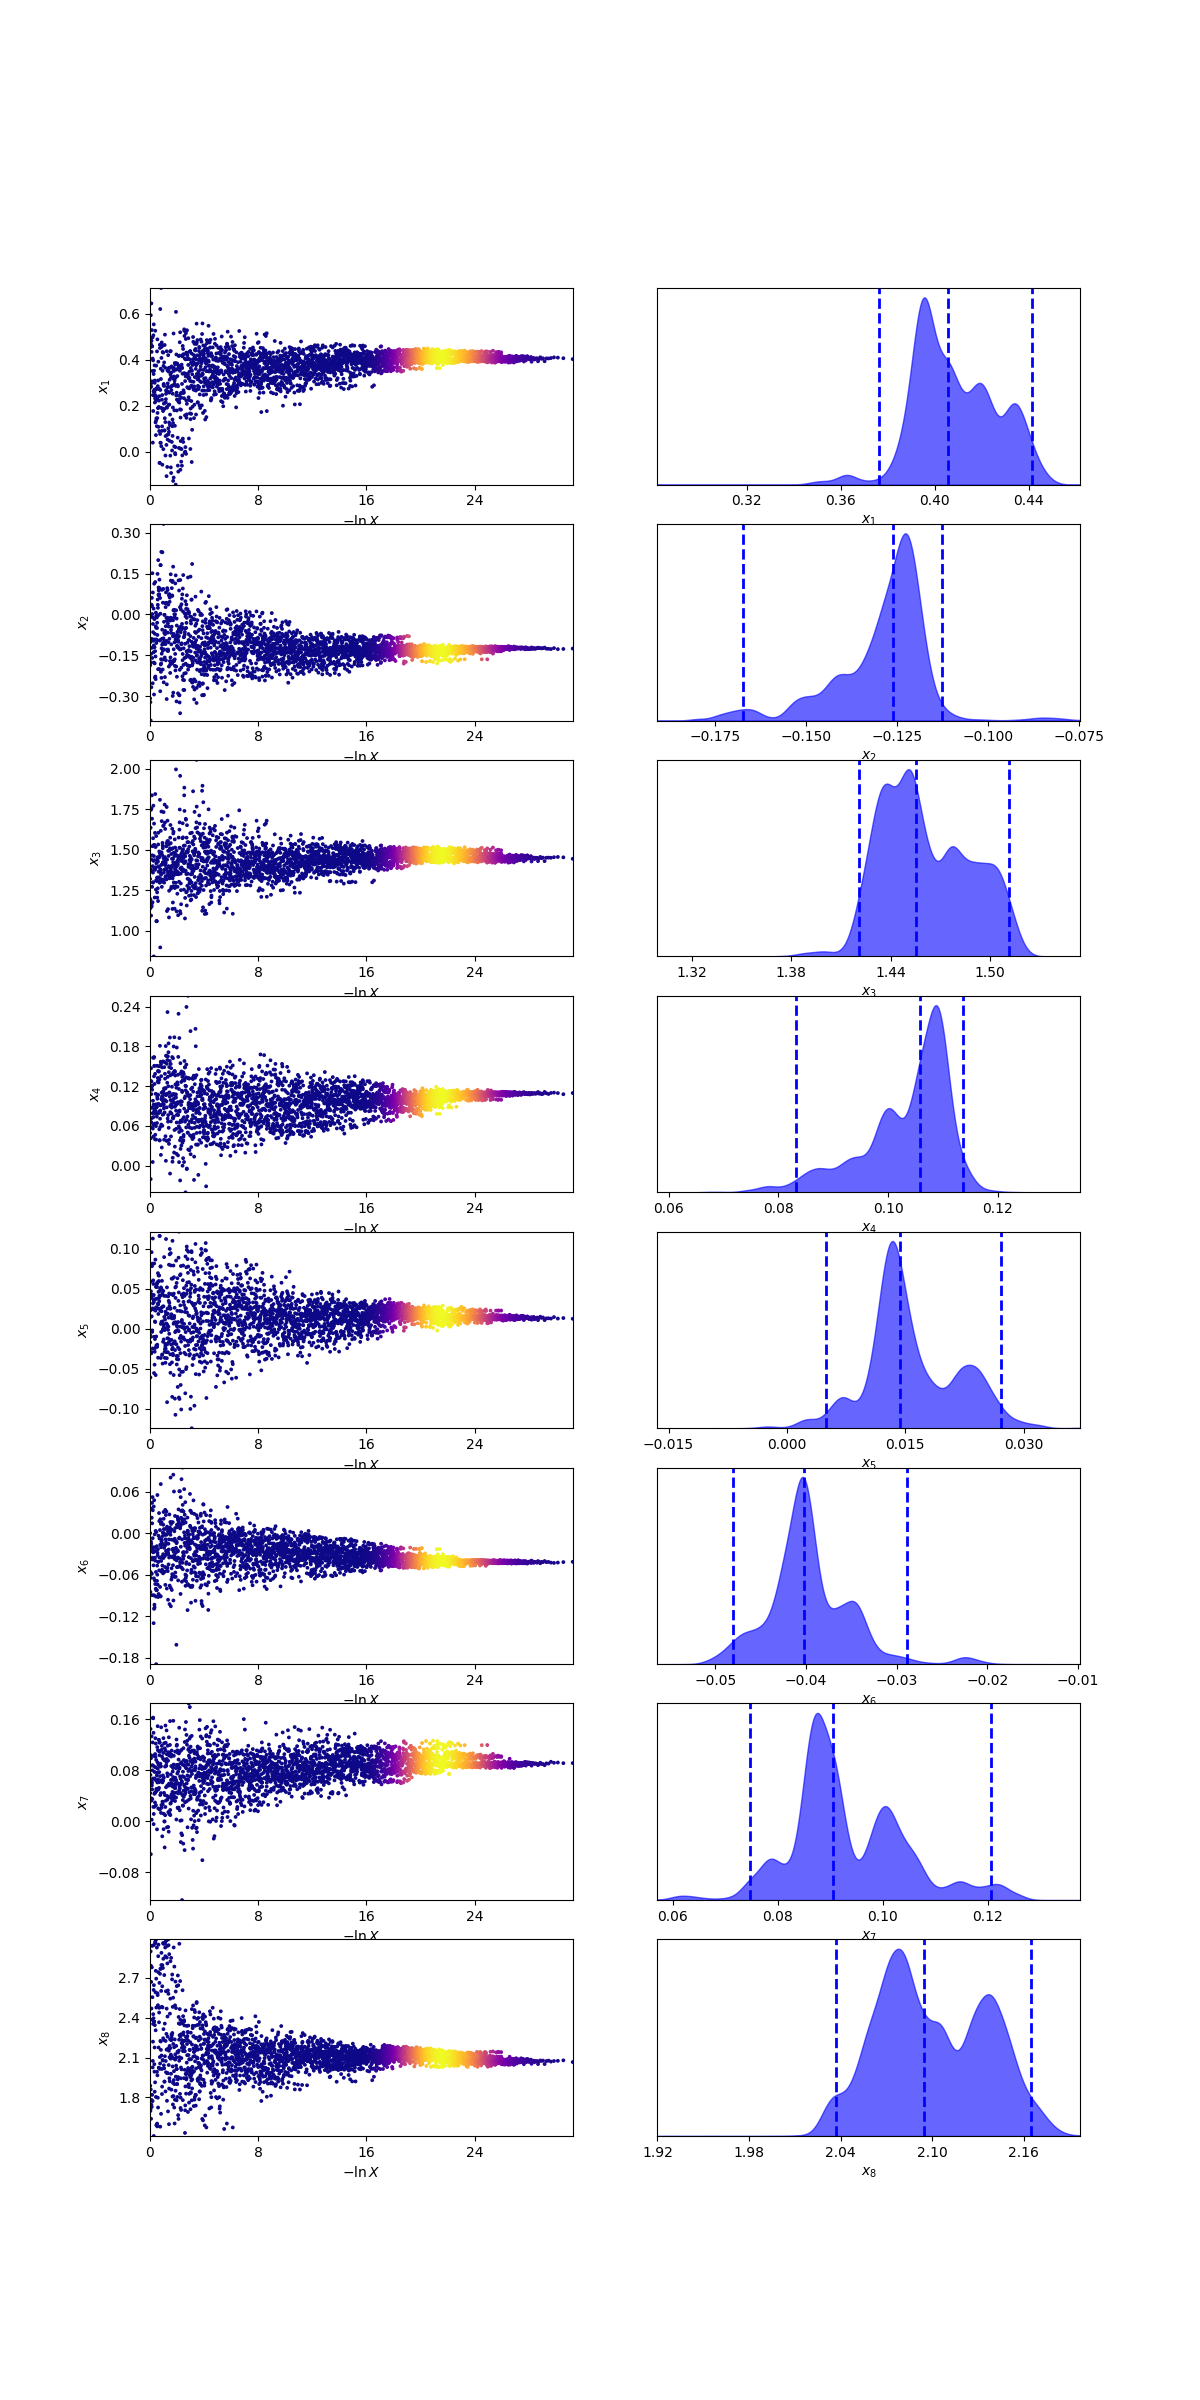 0.6
0.4
0.2
0.0
x₁
0 8 16 24
−ln X
0.32 0.36 0.40 0.44
x₁
0.30
0.15
0.00
−0.15
−0.30
x₂
0 8 16 24
−ln X
−0.175 −0.150 −0.125 −0.100 −0.075
x₂
2.00
1.75
1.50
1.25
1.00
x₃
0 8 16 24
−ln X
1.32 1.38 1.44 1.50
x₃
0.24
0.18
0.12
0.06
0.00
x₄
0 8 16 24
−ln X
0.06 0.08 0.10 0.12
x₄
0.10
0.05
0.00
−0.05
−0.10
x₅
0 8 16 24
−ln X
−0.015 0.000 0.015 0.030
x₅
0.06
0.00
−0.06
−0.12
−0.18
x₆
0 8 16 24
−ln X
−0.05 −0.04 −0.03 −0.02 −0.01
x₆
0.16
0.08
0.00
−0.08
x₇
0 8 16 24
−ln X
0.06 0.08 0.10 0.12
x₇
2.7
2.4
2.1
1.8
x₈
0 8 16 24
−ln X
1.92 1.98 2.04 2.10 2.16
x₈